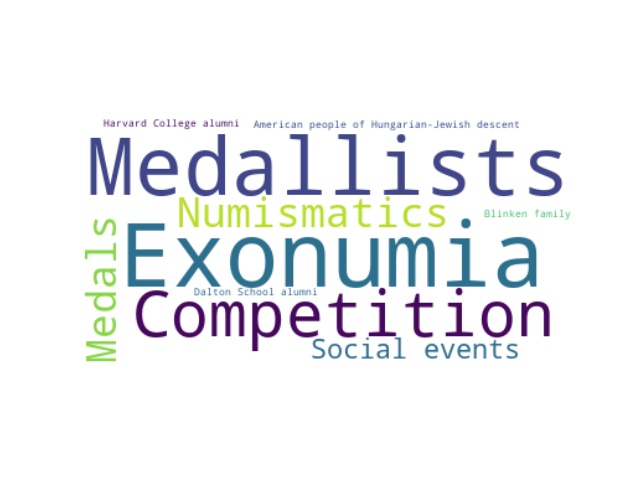 Harvard College alumni
American people of Hungarian-Jewish descent
Medallists
Numismatics
Blinken family
Medals
Exonumia
Dalton School alumni
Competition
Social events